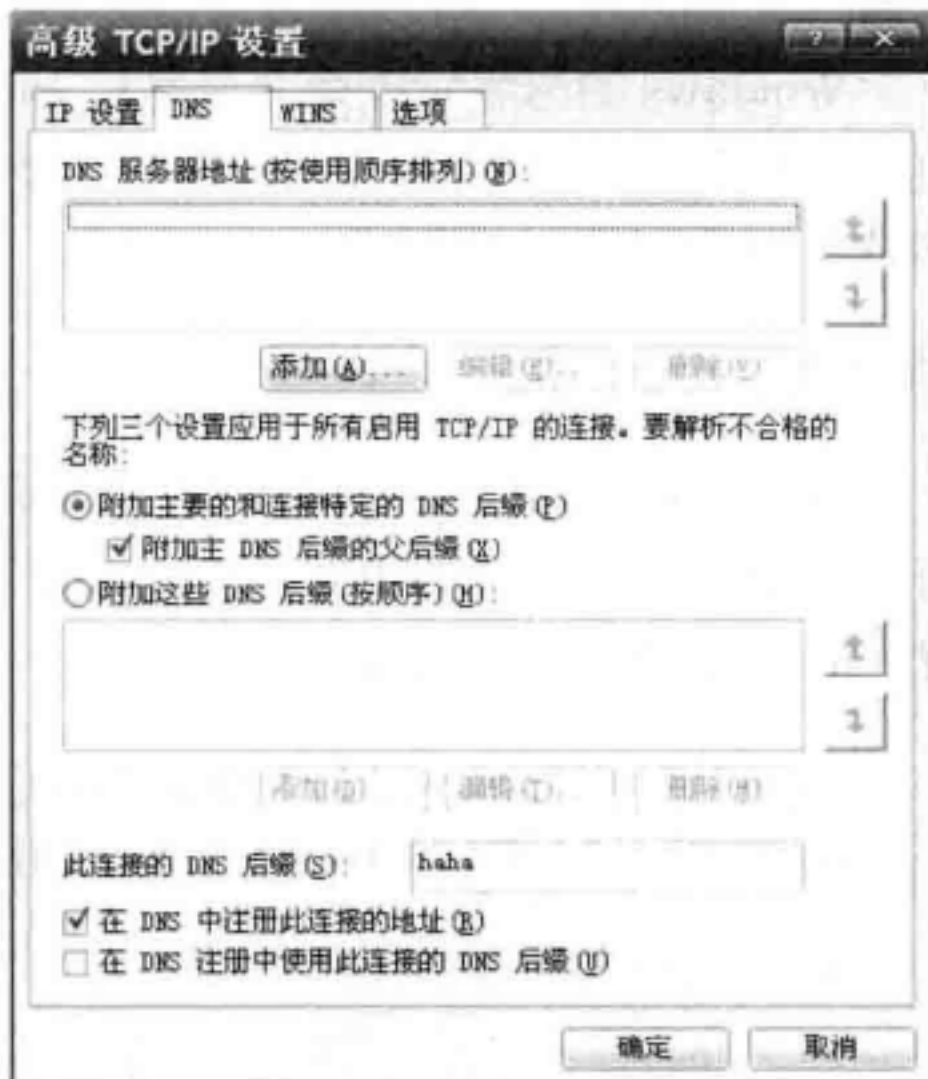 高级 TCP/IP 设置
IP 设置 DNS WINS 选项
DNS 服务器地址(按使用顺序排列)(N):
添加(A)... 编辑(E)... 删除(V)
下列三个设置应用于所有启用 TCP/IP 的连接。要解析不合格的
名称:
附加主要的和连接特定的 DNS 后缀(P)
附加主 DNS 后缀的父后缀(X)
附加这些 DNS 后缀(按顺序)(H):
添加(D) 编辑(T)... 删除(M)
此连接的 DNS 后缀(S): haha
在 DNS 中注册此连接的地址(R)
在 DNS 注册中使用此连接的 DNS 后缀(U)
确定 取消